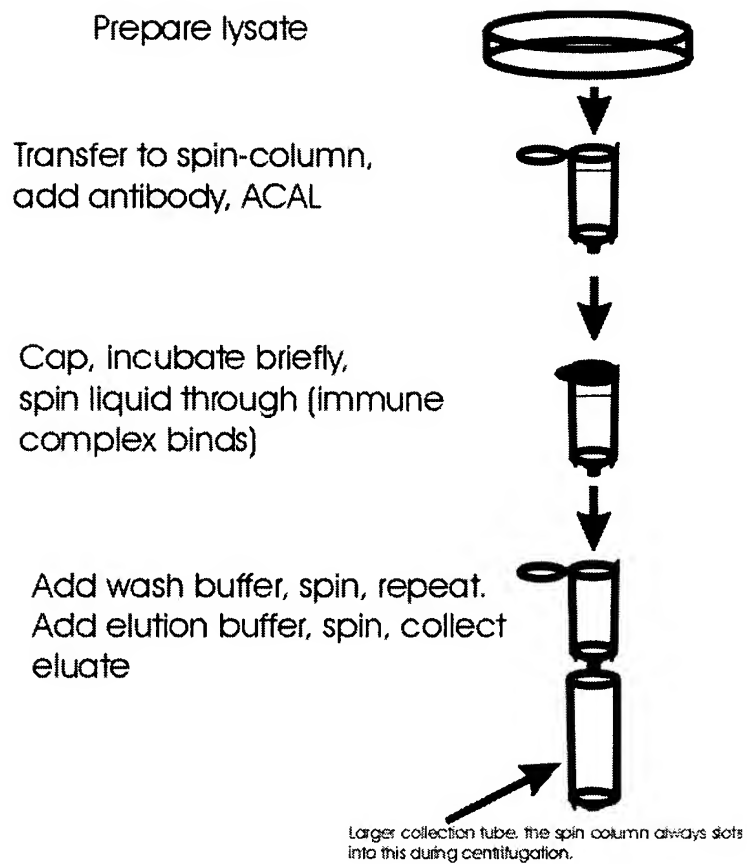 Prepare lysate
Transfer to spin-column,
add antibody, ACAL
Cap, incubate briefly,
spin liquid through (immune
complex binds)
Add wash buffer, spin, repeat.
Add elution buffer, spin, collect
eluate
Larger collection tube, the spin column always slots
into this during centrifugation.